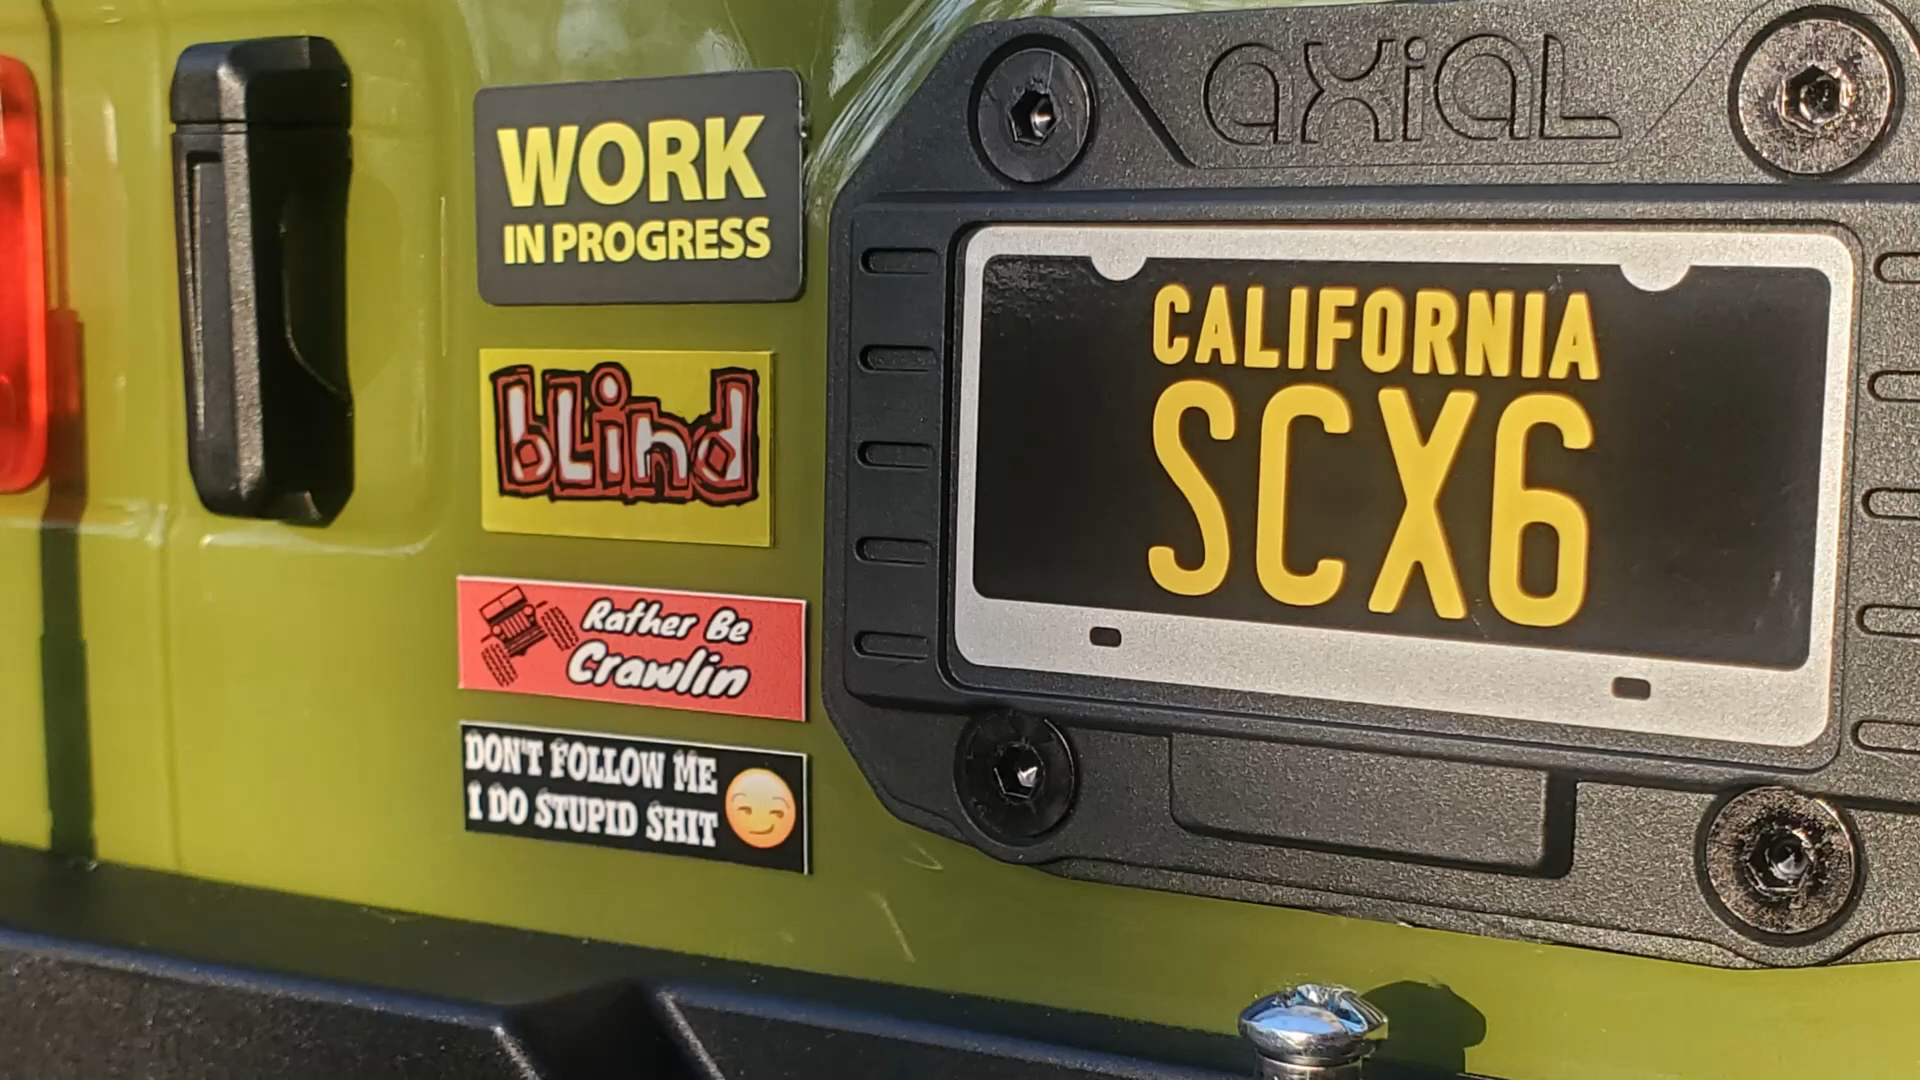 WORK
IN PROGRESS
bLind
Rather Be
Crawlin
DON'T FOLLOW ME
I DO STUPID SHIT
aXiaL
CALIFORNIA
SCX6